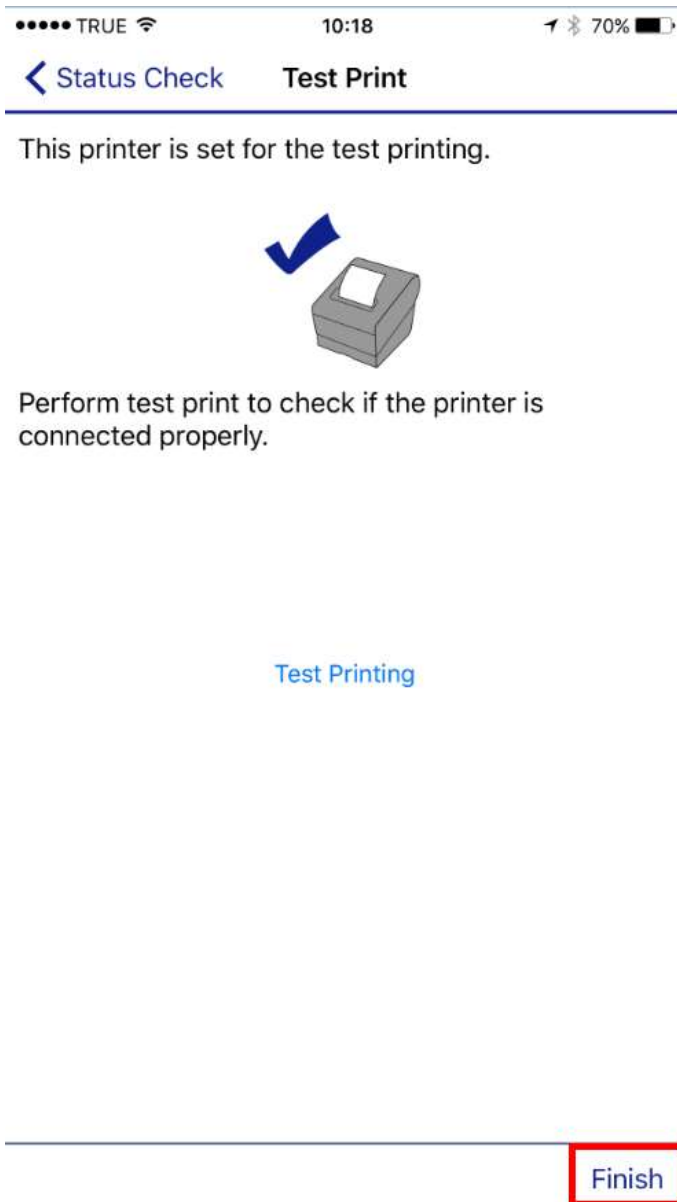 TRUE 10:18 70%
Status Check Test Print
This printer is set for the test printing.
Perform test print to check if the printer is
connected properly.
Test Printing
Finish